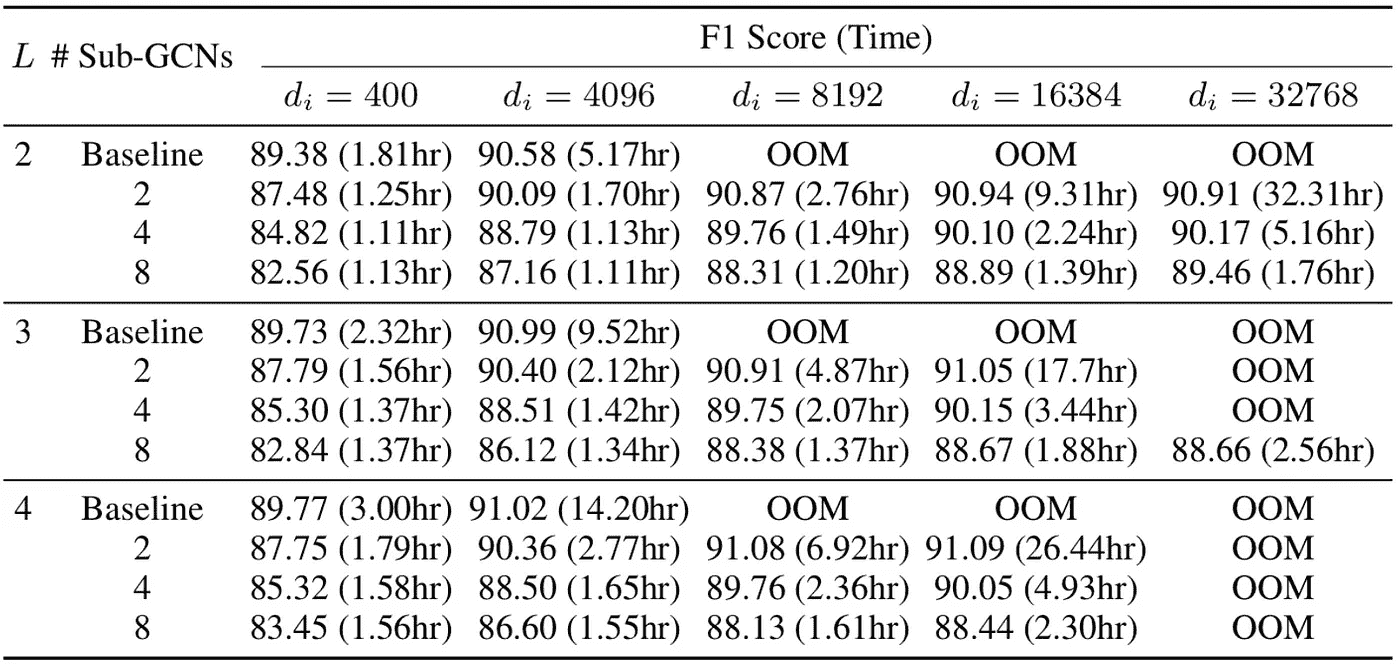 F1 Score (Time)
L # Sub-GCNs
d_i = 400 d_i = 4096 d_i = 8192 d_i = 16384 d_i = 32768
2 Baseline 89.38 (1.81hr) 90.58 (5.17hr) OOM OOM OOM
2 87.48 (1.25hr) 90.09 (1.70hr) 90.87 (2.76hr) 90.94 (9.31hr) 90.91 (32.31hr)
4 84.82 (1.11hr) 88.79 (1.13hr) 89.76 (1.49hr) 90.10 (2.24hr) 90.17 (5.16hr)
8 82.56 (1.13hr) 87.16 (1.11hr) 88.31 (1.20hr) 88.89 (1.39hr) 89.46 (1.76hr)
3 Baseline 89.73 (2.32hr) 90.99 (9.52hr) OOM OOM OOM
2 87.79 (1.56hr) 90.40 (2.12hr) 90.91 (4.87hr) 91.05 (17.7hr) OOM
4 85.30 (1.37hr) 88.51 (1.42hr) 89.75 (2.07hr) 90.15 (3.44hr) OOM
8 82.84 (1.37hr) 86.12 (1.34hr) 88.38 (1.37hr) 88.67 (1.88hr) 88.66 (2.56hr)
4 Baseline 89.77 (3.00hr) 91.02 (14.20hr) OOM OOM OOM
2 87.75 (1.79hr) 90.36 (2.77hr) 91.08 (6.92hr) 91.09 (26.44hr) OOM
4 85.32 (1.58hr) 88.50 (1.65hr) 89.76 (2.36hr) 90.05 (4.93hr) OOM
8 83.45 (1.56hr) 86.60 (1.55hr) 88.13 (1.61hr) 88.44 (2.30hr) OOM